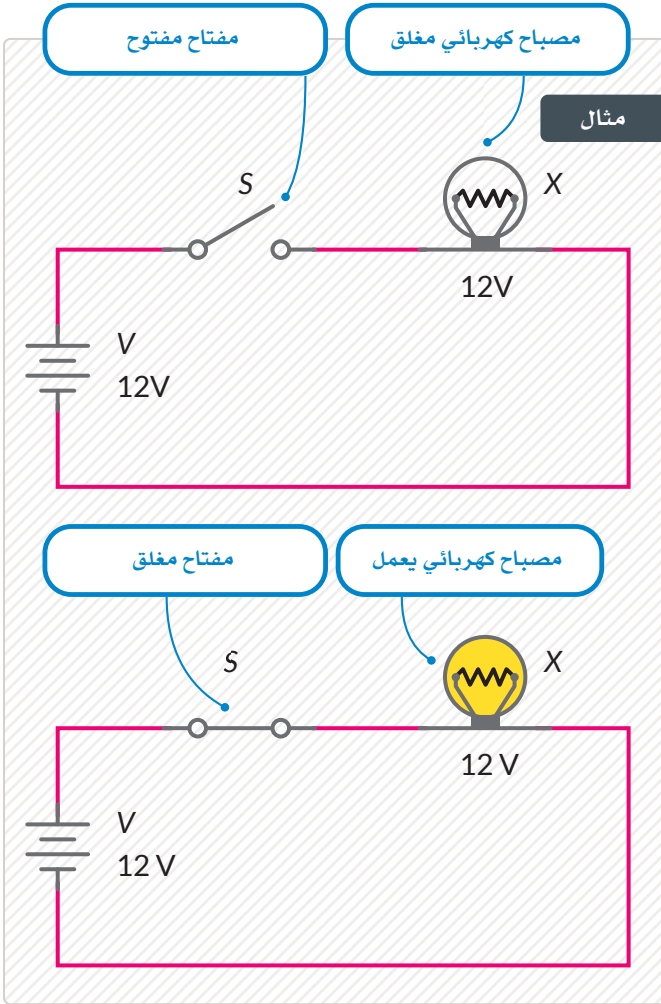 مصباح كهربائي مغلق
مفتاح مفتوح
مثال
S
X
12V
V
12V
مصباح كهربائي يعمل
مفتاح مغلق
S
X
12 V
V
12 V